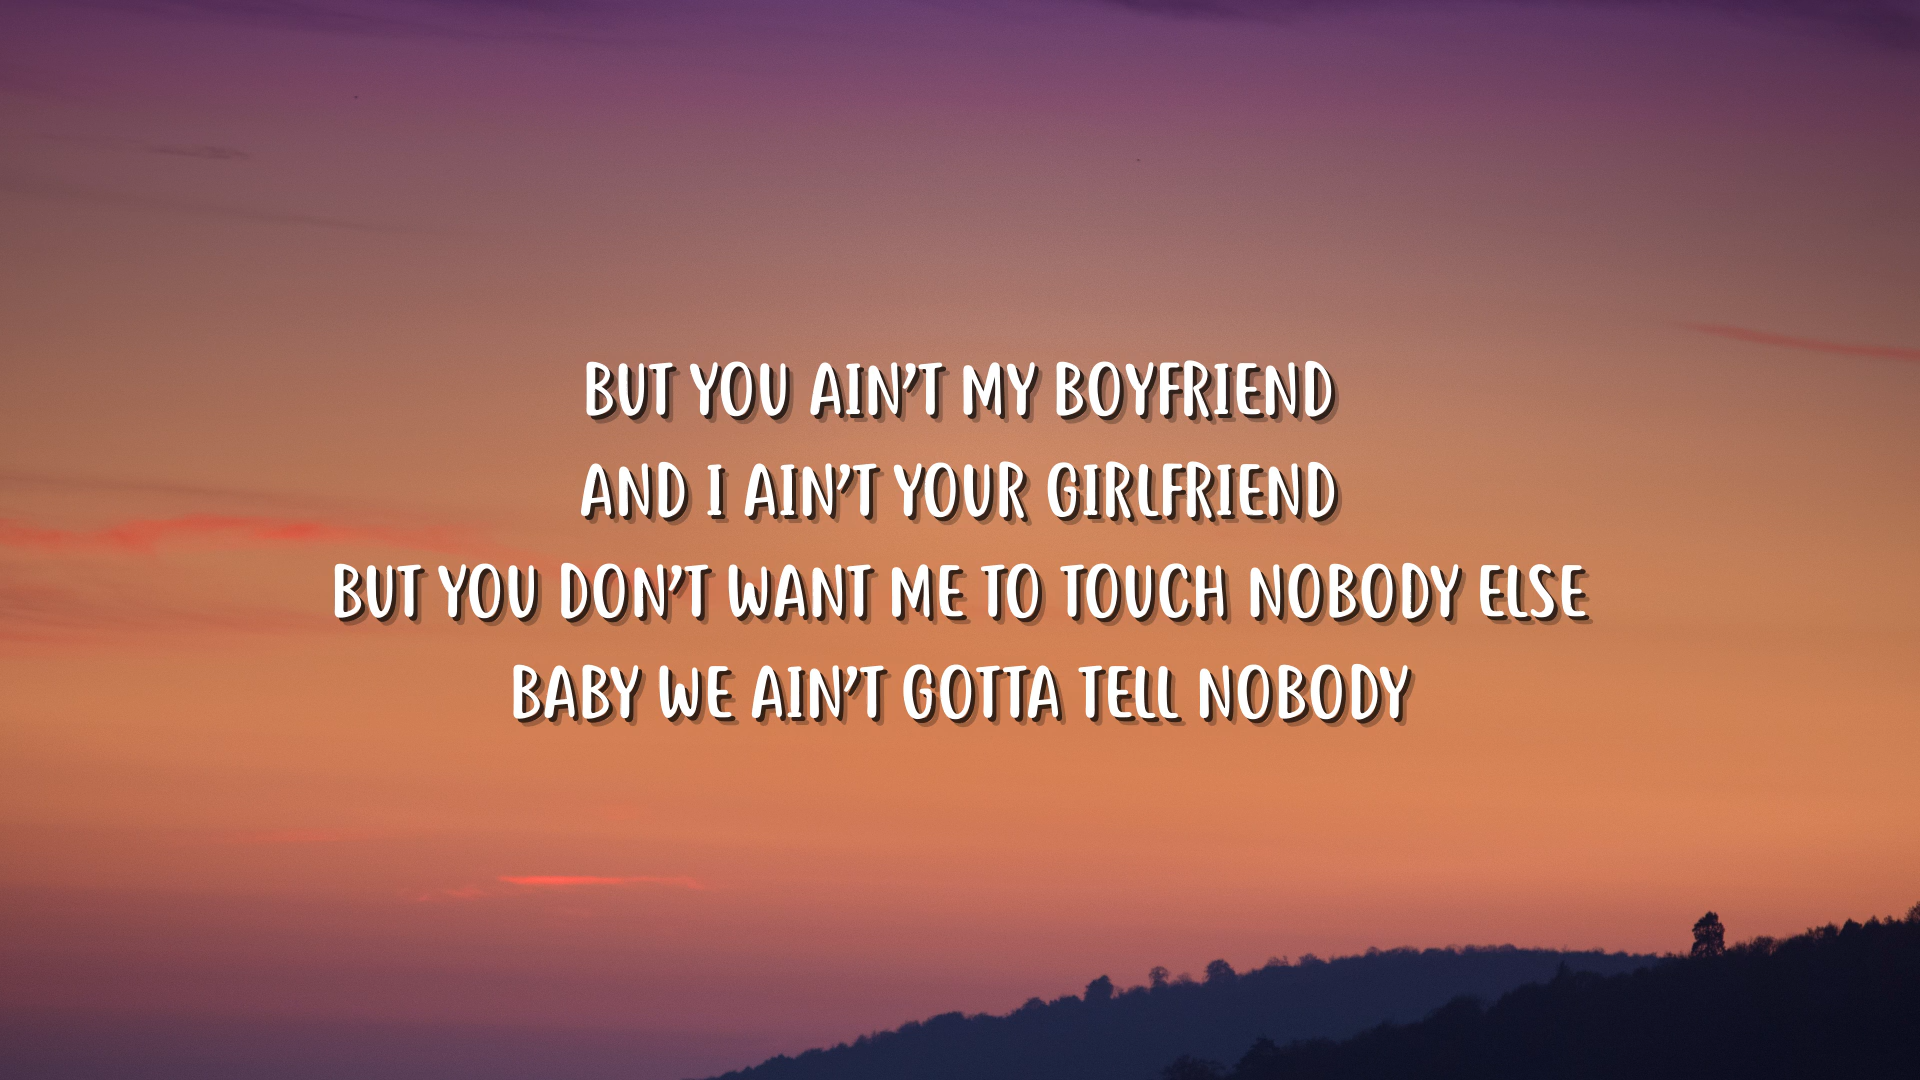 BUT YOU AIN'T MY BOYFRIEND
AND I AIN'T YOUR GIRLFRIEND
BUT YOU DON'T WANT ME TO TOUCH NOBODY ELSE
BABY WE AIN'T GOTTA TELL NOBODY